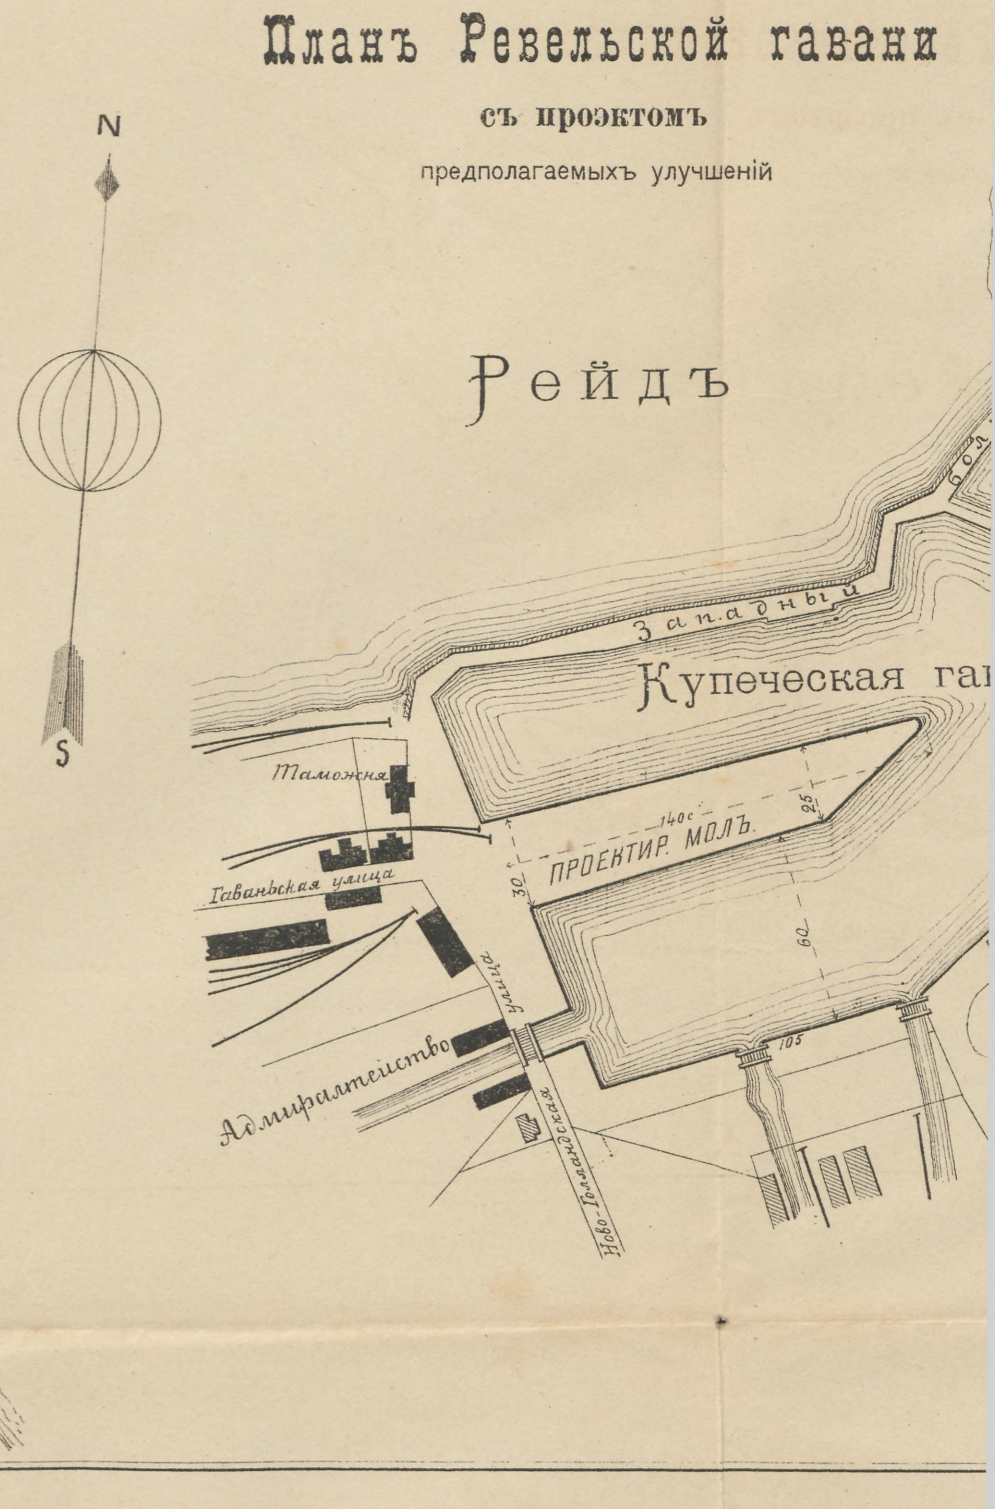 Планъ Ревельской гавани
съ проэктомъ
предполагаемыхъ улучшеній
N
Рейдъ
Западный
Купеческая
S
Таможня
25
140с
ПРОЕКТИР. МОЛЪ.
30
Гаваньская улица
60
улица
105
Адмиралтейство
Ново-Голландская